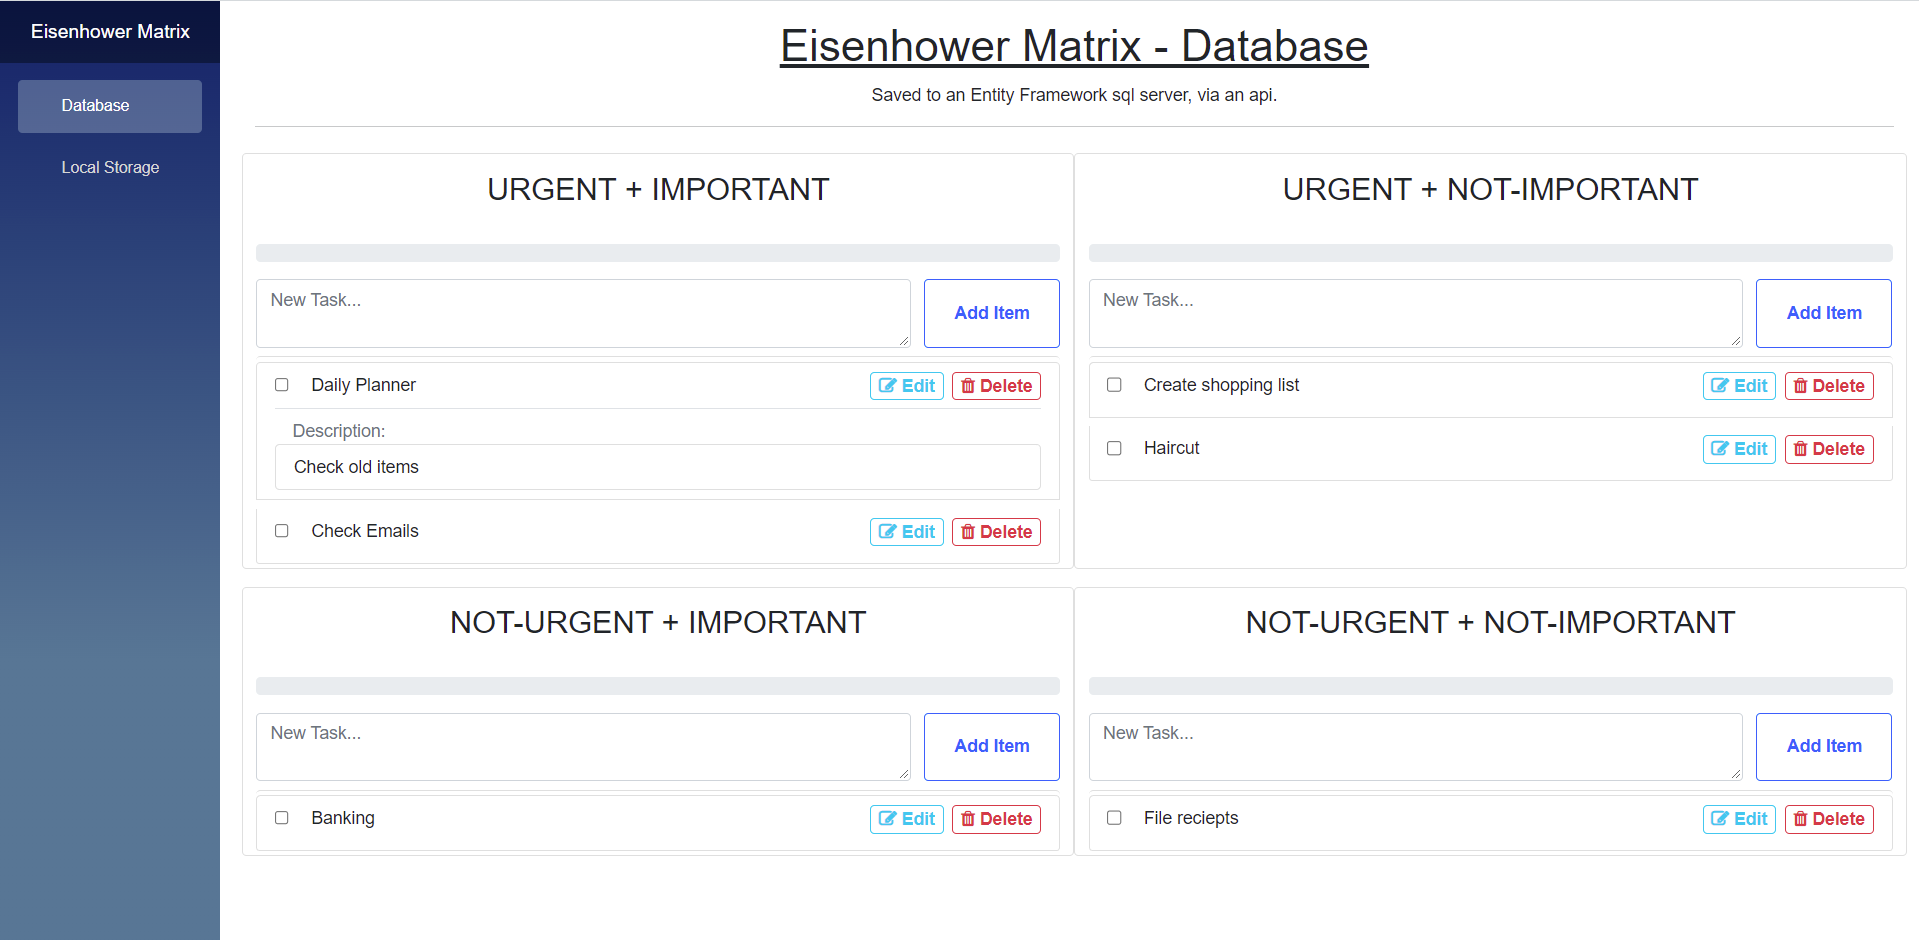 Eisenhower Matrix
Database
Local Storage
Eisenhower Matrix - Database
Saved to an Entity Framework sql server, via an api.
URGENT + IMPORTANT
New Task...
Add Item
Daily Planner
Edit
Delete
Description:
Check old items
Check Emails
Edit
Delete
URGENT + NOT-IMPORTANT
New Task...
Add Item
Create shopping list
Edit
Delete
Haircut
Edit
Delete
NOT-URGENT + IMPORTANT
New Task...
Add Item
Banking
Edit
Delete
NOT-URGENT + NOT-IMPORTANT
New Task...
Add Item
File reciepts
Edit
Delete